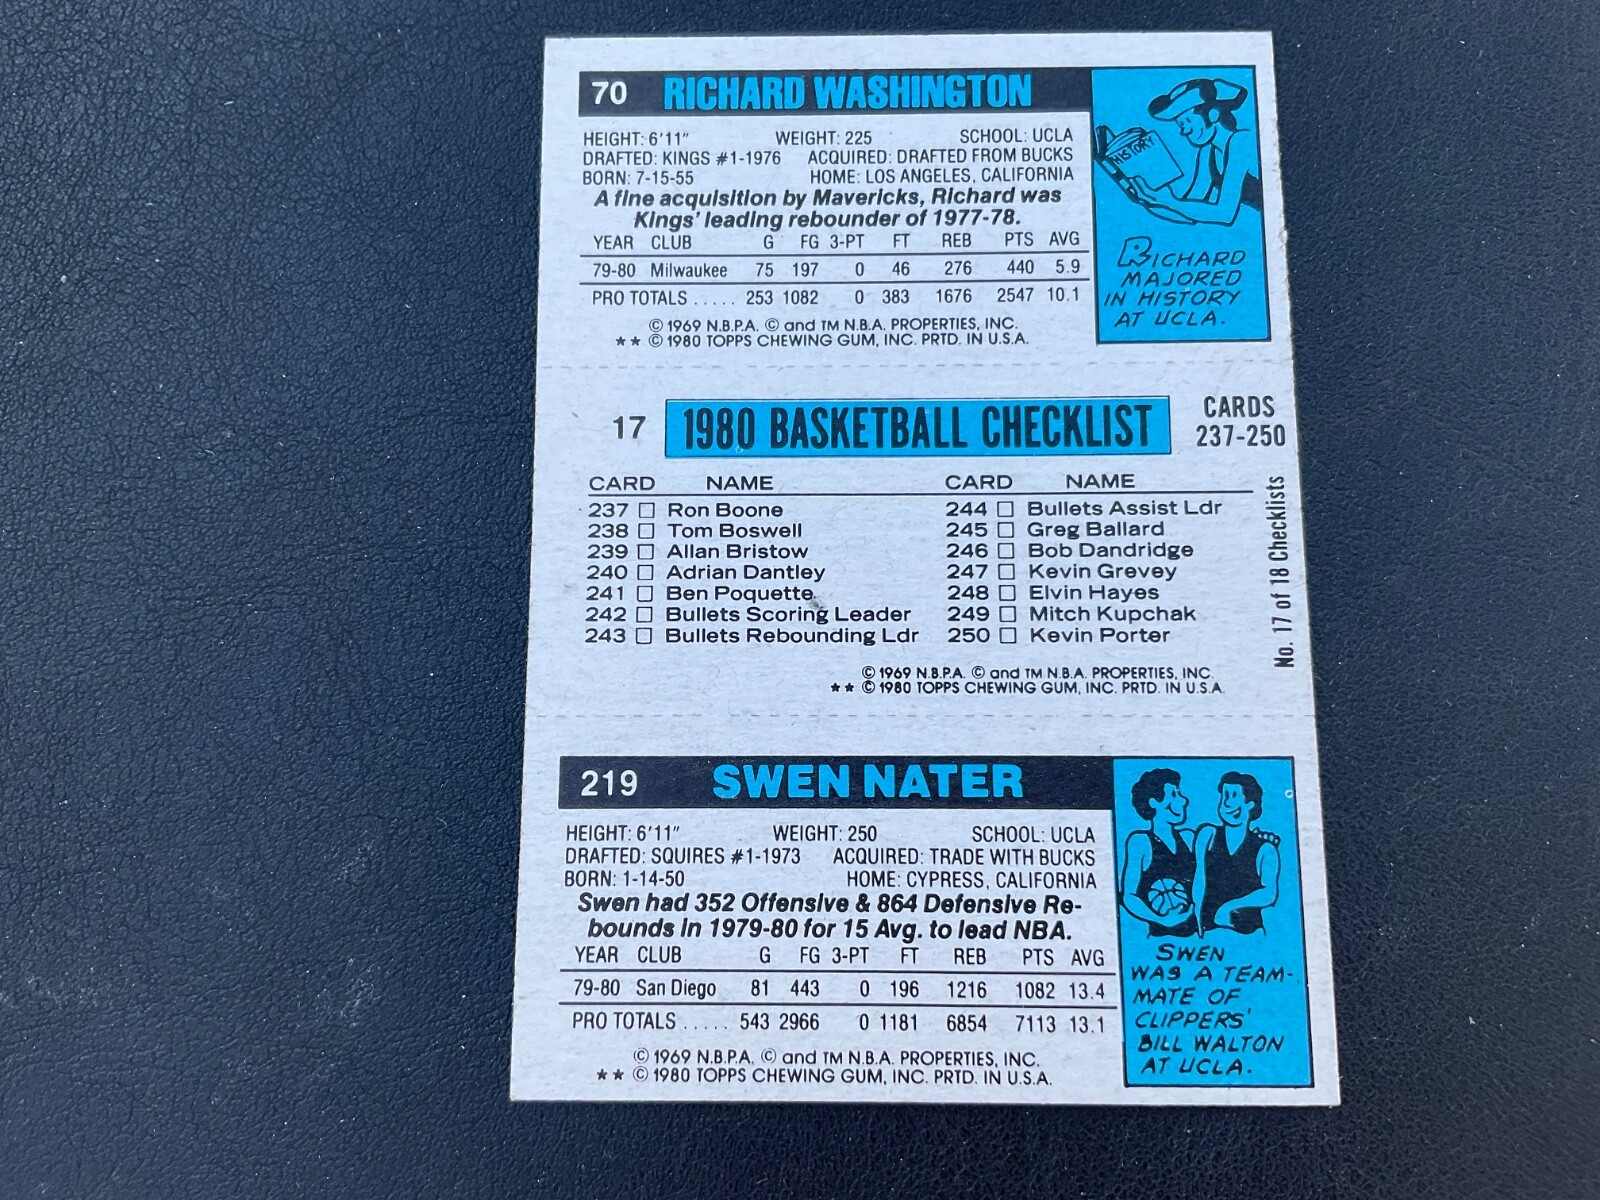 70 RICHARD WASHINGTON
HEIGHT: 6'11" WEIGHT: 225 SCHOOL: UCLA
DRAFTED: KINGS #1-1976 ACQUIRED: DRAFTED FROM BUCKS
BORN: 7-15-55 HOME: LOS ANGELES, CALIFORNIA
A fine acquisition by Mavericks, Richard was
Kings' leading rebounder of 1977-78.
YEAR CLUB G FG 3-PT FT REB PTS AVG
79-80 Milwaukee 75 197 0 46 276 440 5.9
PRO TOTALS ..... 253 1082 0 383 1676 2547 10.1
© 1969 N.B.P.A. © and TM N.B.A. PROPERTIES, INC.
** © 1980 TOPPS CHEWING GUM, INC. PRTD. IN U.S.A.
HISTORY
RICHARD
MAJORED
IN HISTORY
AT UCLA.
17 1980 BASKETBALL CHECKLIST CARDS
237-250
CARD NAME CARD NAME
237 □ Ron Boone 244 □ Bullets Assist Ldr
238 □ Tom Boswell 245 □ Greg Ballard
239 □ Allan Bristow 246 □ Bob Dandridge
240 □ Adrian Dantley 247 □ Kevin Grevey
241 □ Ben Poquette 248 □ Elvin Hayes
242 □ Bullets Scoring Leader 249 □ Mitch Kupchak
243 □ Bullets Rebounding Ldr 250 □ Kevin Porter
No. 17 of 18 Checklists
© 1969 N.B.P.A. © and TM N.B.A. PROPERTIES, INC.
** © 1980 TOPPS CHEWING GUM, INC. PRTD. IN U.S.A.
219 SWEN NATER
HEIGHT: 6'11" WEIGHT: 250 SCHOOL: UCLA
DRAFTED: SQUIRES #1-1973 ACQUIRED: TRADE WITH BUCKS
BORN: 1-14-50 HOME: CYPRESS, CALIFORNIA
Swen had 352 Offensive & 864 Defensive Re-
bounds in 1979-80 for 15 Avg. to lead NBA.
YEAR CLUB G FG 3-PT FT REB PTS AVG
79-80 San Diego 81 443 0 196 1216 1082 13.4
PRO TOTALS ..... 543 2966 0 1181 6854 7113 13.1
© 1969 N.B.P.A. © and TM N.B.A. PROPERTIES, INC.
** © 1980 TOPPS CHEWING GUM, INC. PRTD. IN U.S.A.
SWEN
WAS A TEAM-
MATE OF
CLIPPERS'
BILL WALTON
AT UCLA.